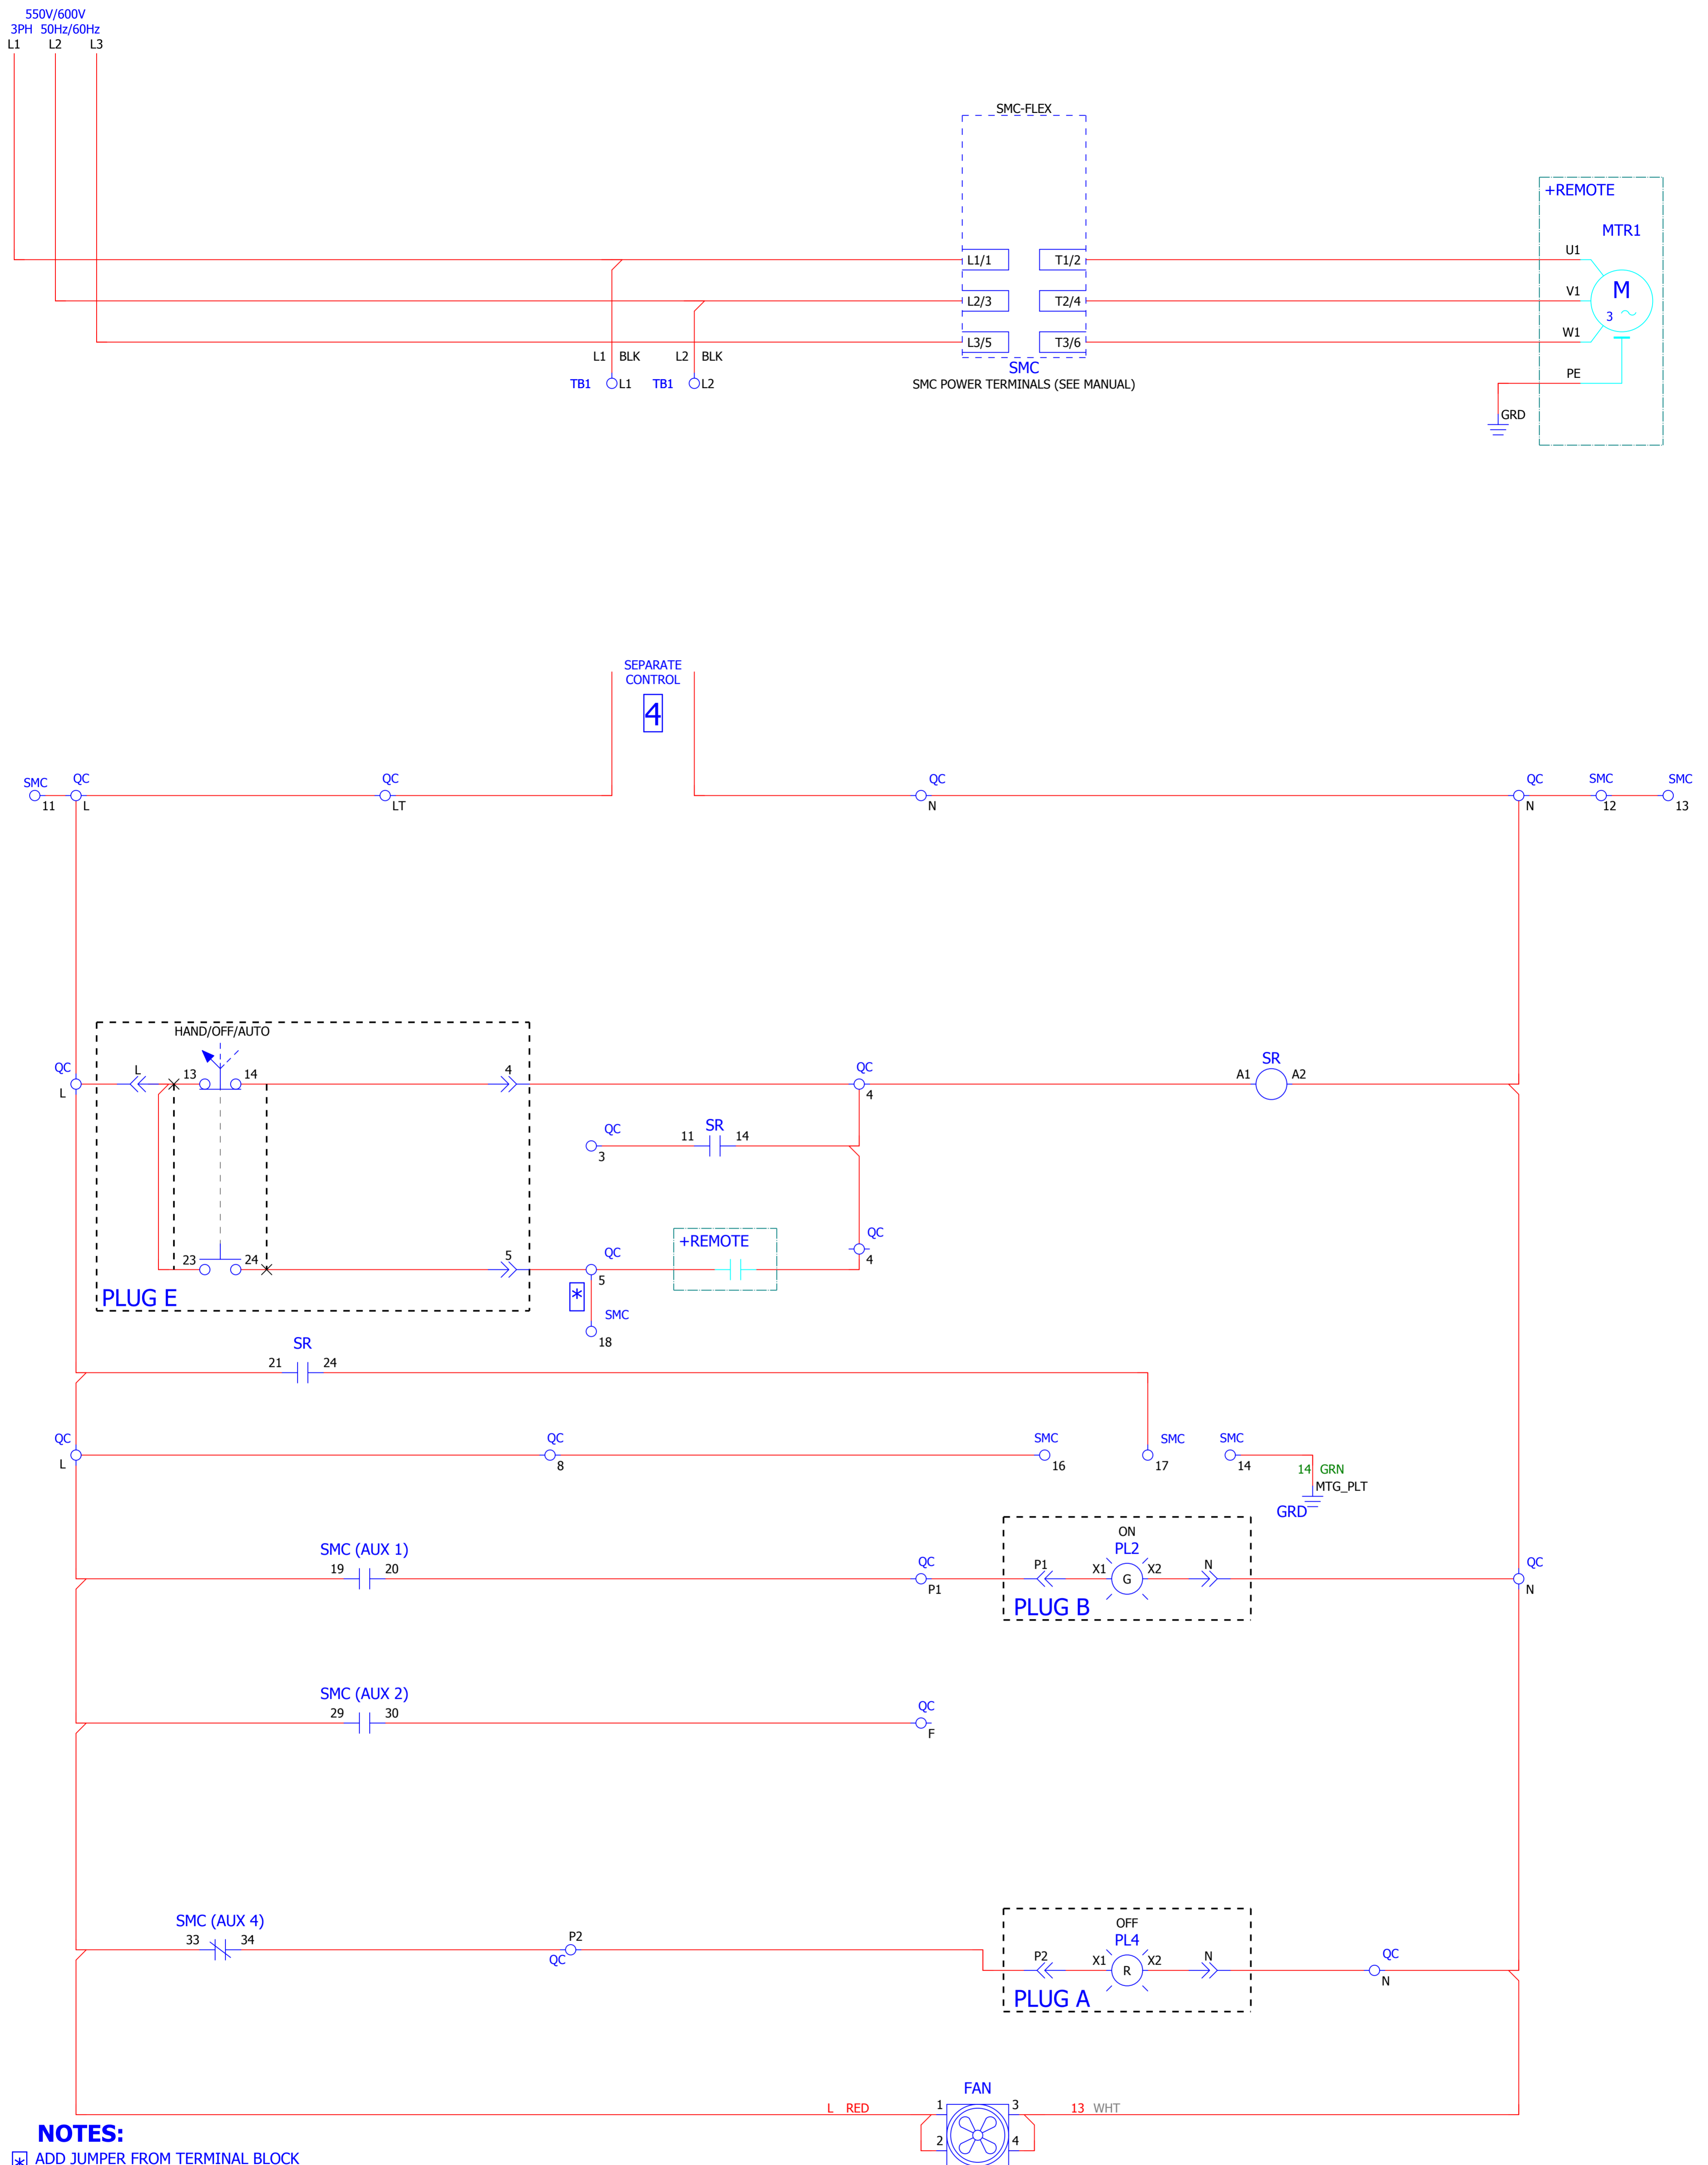 550V/600V
3PH 50Hz/60Hz
L1 L2 L3
SMC-FLEX
+REMOTE
MTR1
L1/1 T1/2 U1
L2/3 T2/4 V1 M
3
L3/5 T3/6 W1
L1 BLK L2 BLK
SMC
TB1 L1 TB1 L2
SMC POWER TERMINALS (SEE MANUAL)
PE
GRD
SEPARATE
CONTROL
4
SMC QC QC QC QC SMC SMC
11 L LT N N 12 13
HAND/OFF/AUTO
QC L 13 14 4 QC SR
L 4 A1 A2
QC 11 SR 14
3
QC
4
+REMOTE
23 24 5 QC
5
PLUG E
*
SMC
18
SR
21 24
QC QC SMC SMC SMC
L 8 16 17 14
14 GRN
MTG_PLT
GRD
ON
SMC (AUX 1) PL2
19 20 QC P1 X1 G X2 N QC
P1 N
PLUG B
SMC (AUX 2)
29 30 QC
F
SMC (AUX 4) OFF
33 34 P2 PL4
QC P2 X1 R X2 N QC
N
PLUG A
FAN
L RED 1 3 13 WHT
2 4
NOTES:
* ADD JUMPER FROM TERMINAL BLOCK